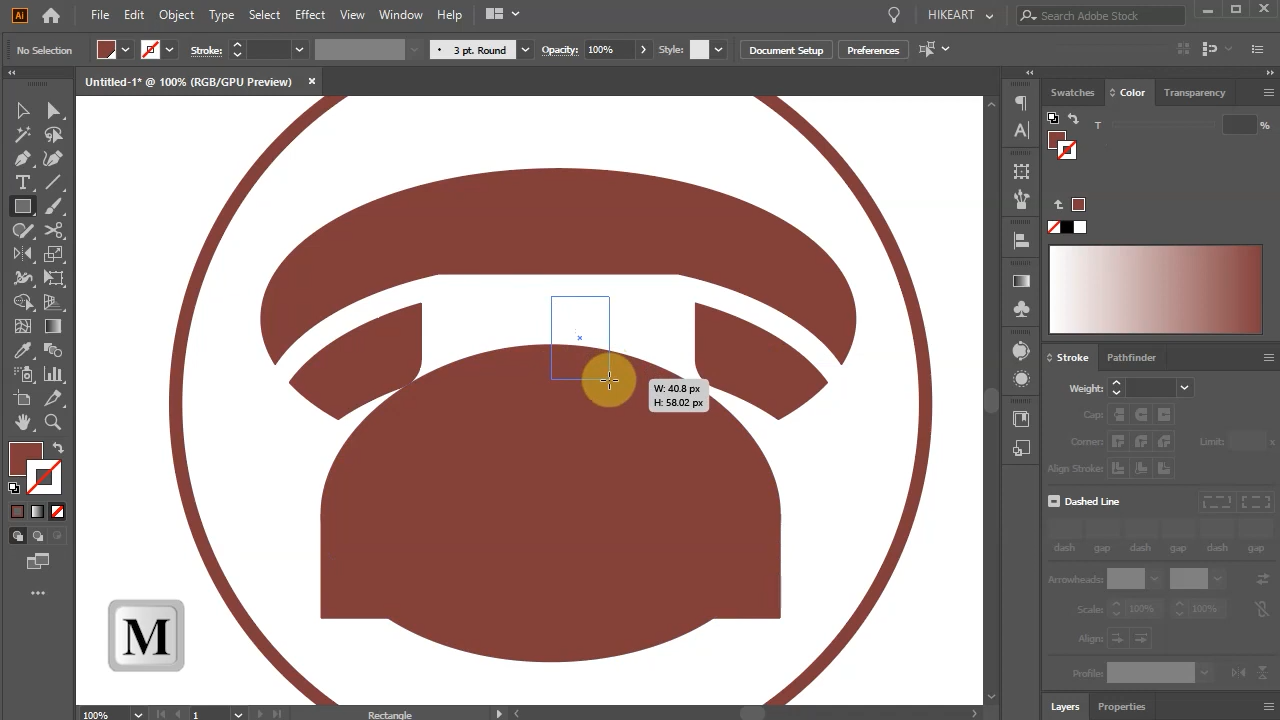 Ai File Edit Object Type Select Effect View Window Help HIKEART Search Adobe Stock
No Selection Stroke: 3 pt. Round Opacity: 100% Style: Document Setup Preferences
Untitled-1* @ 100% (RGB/GPU Preview)
Swatches Color Transparency
T %
W: 40.8 px
H: 58.02 px
Stroke Pathfinder
Weight:
Cap:
Corner: Limit: x
Align Stroke:
Dashed Line
dash gap dash gap dash gap
Arrowheads:
Scale: 100% 100%
Align:
Profile:
M
Layers Properties
100% 1 Rectangle